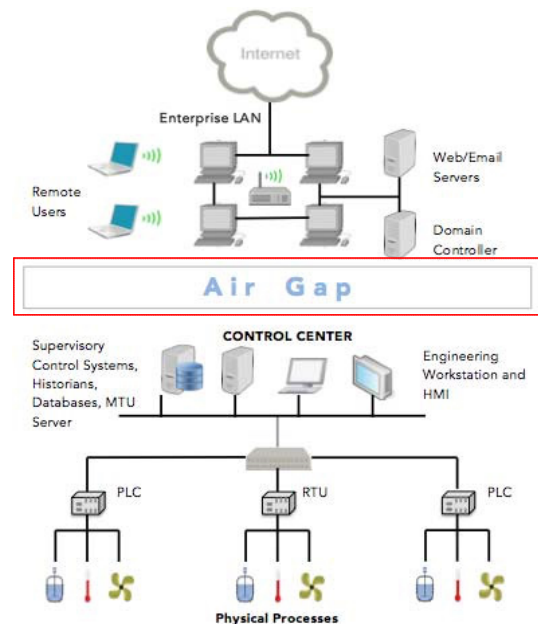 Internet
Enterprise LAN
Remote
Users
Web/Email
Servers
Domain
Controller
Air Gap
CONTROL CENTER
Supervisory
Control Systems,
Historians,
Databases, MTU
Server
Engineering
Workstation and
HMI
PLC
RTU
PLC
Physical Processes